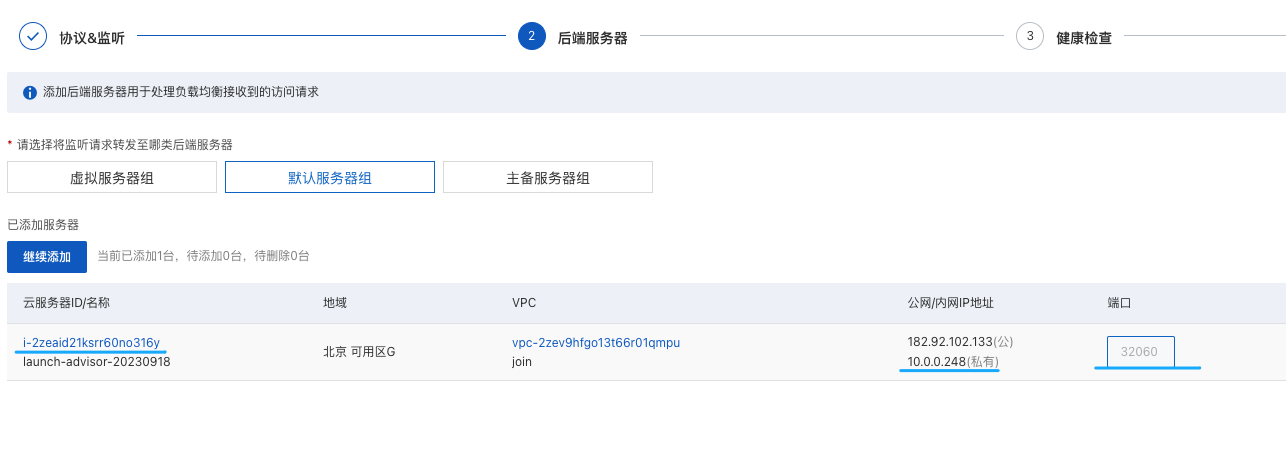 协议&监听
2 后端服务器
3 健康检查
添加后端服务器用于处理负载均衡接收到的访问请求
* 请选择将监听请求转发至哪类后端服务器
虚拟服务器组 默认服务器组 主备服务器组
已添加服务器
继续添加 当前已添加1台，待添加0台，待删除0台
云服务器ID/名称 地域 VPC 公网/内网IP地址 端口
i-2zeaid21ksrr60no316y vpc-2zev9hfgo13t66r01qmpu 182.92.102.133(公)
北京 可用区G 32060
launch-advisor-20230918 join 10.0.0.248(私有)